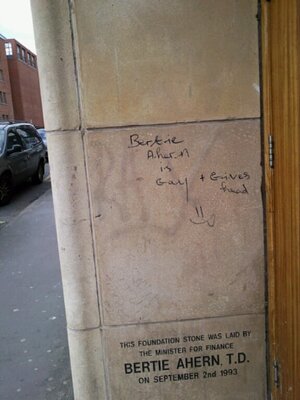 Bertie
Ahern
is
Gay + Gives
head
THIS FOUNDATION STONE WAS LAID BY
THE MINISTER FOR FINANCE
BERTIE AHERN, T.D.
ON SEPTEMBER 2nd 1993